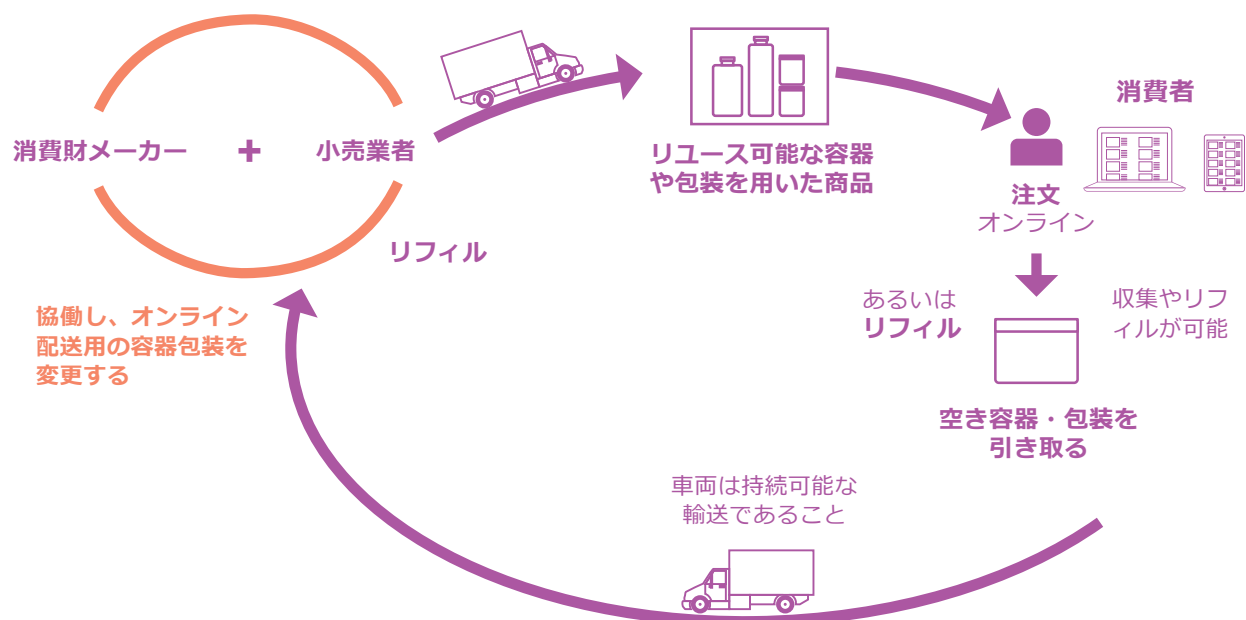 消費財メーカー
+
小売業者
リユース可能な容器
や包装を用いた商品
消費者
注文
オンライン
リフィル
協働し、オンライン
配送用の容器包装を
変更する
あるいは
リフィル
収集やリフ
ィルが可能
空き容器・包装を
引き取る
車両は持続可能な
輸送であること